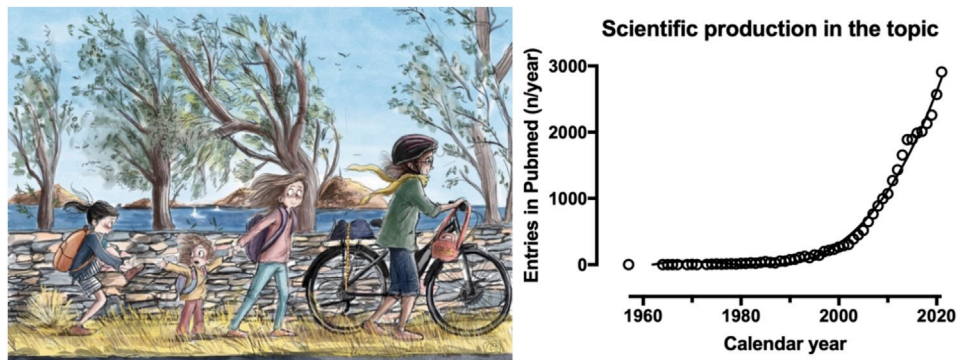 Scientific production in the topic
Entries in Pubmed (n/year)
3000
2000
1000
0
1960
1980
2000
2020
Calendar year